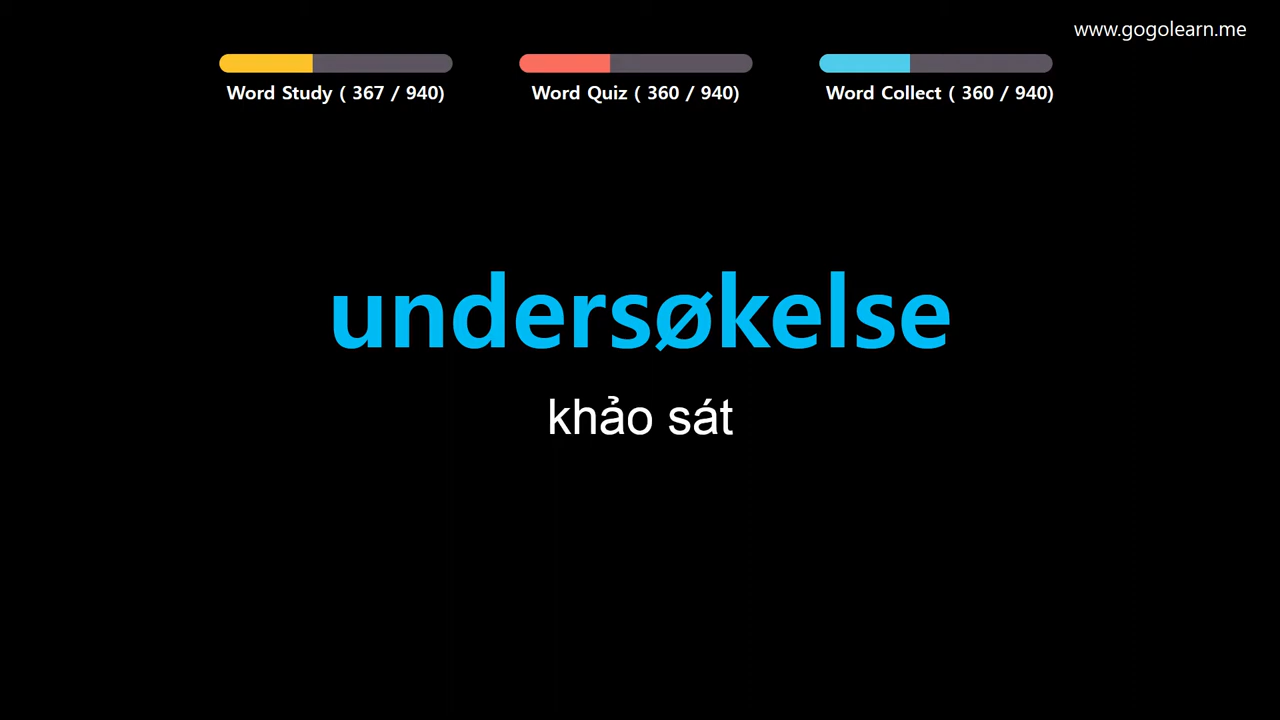 www.gogolearn.me
Word Study ( 367 / 940)
Word Quiz ( 360 / 940)
Word Collect ( 360 / 940)
undersøkelse
khảo sát